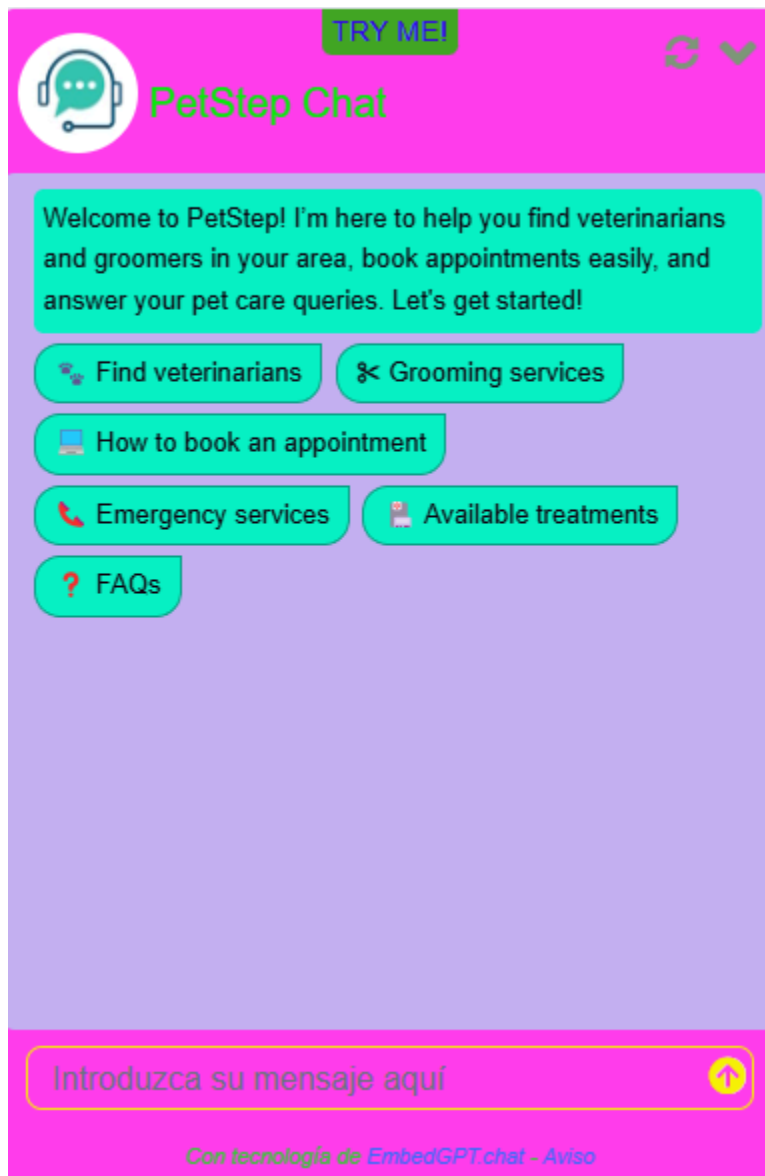 TRY ME!
PetStep Chat
Welcome to PetStep! I'm here to help you find veterinarians
and groomers in your area, book appointments easily, and
answer your pet care queries. Let's get started!
🐾 Find veterinarians
✂ Grooming services
💻 How to book an appointment
📞 Emergency services
🏥 Available treatments
❓ FAQs
Introduzca su mensaje aquí
Con tecnología de EmbedGPT.chat - Aviso